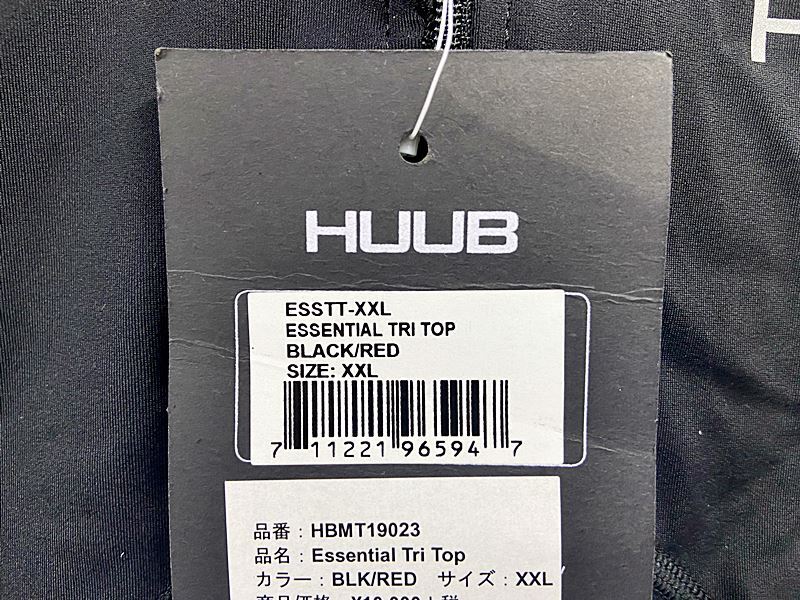 HUUB
ESSTT-XXL
ESSENTIAL TRI TOP
BLACK/RED
SIZE: XXL
7 11221 96594 7
品番：HBMT19023
品名：Essential Tri Top
カラー：BLK/RED サイズ：XXL